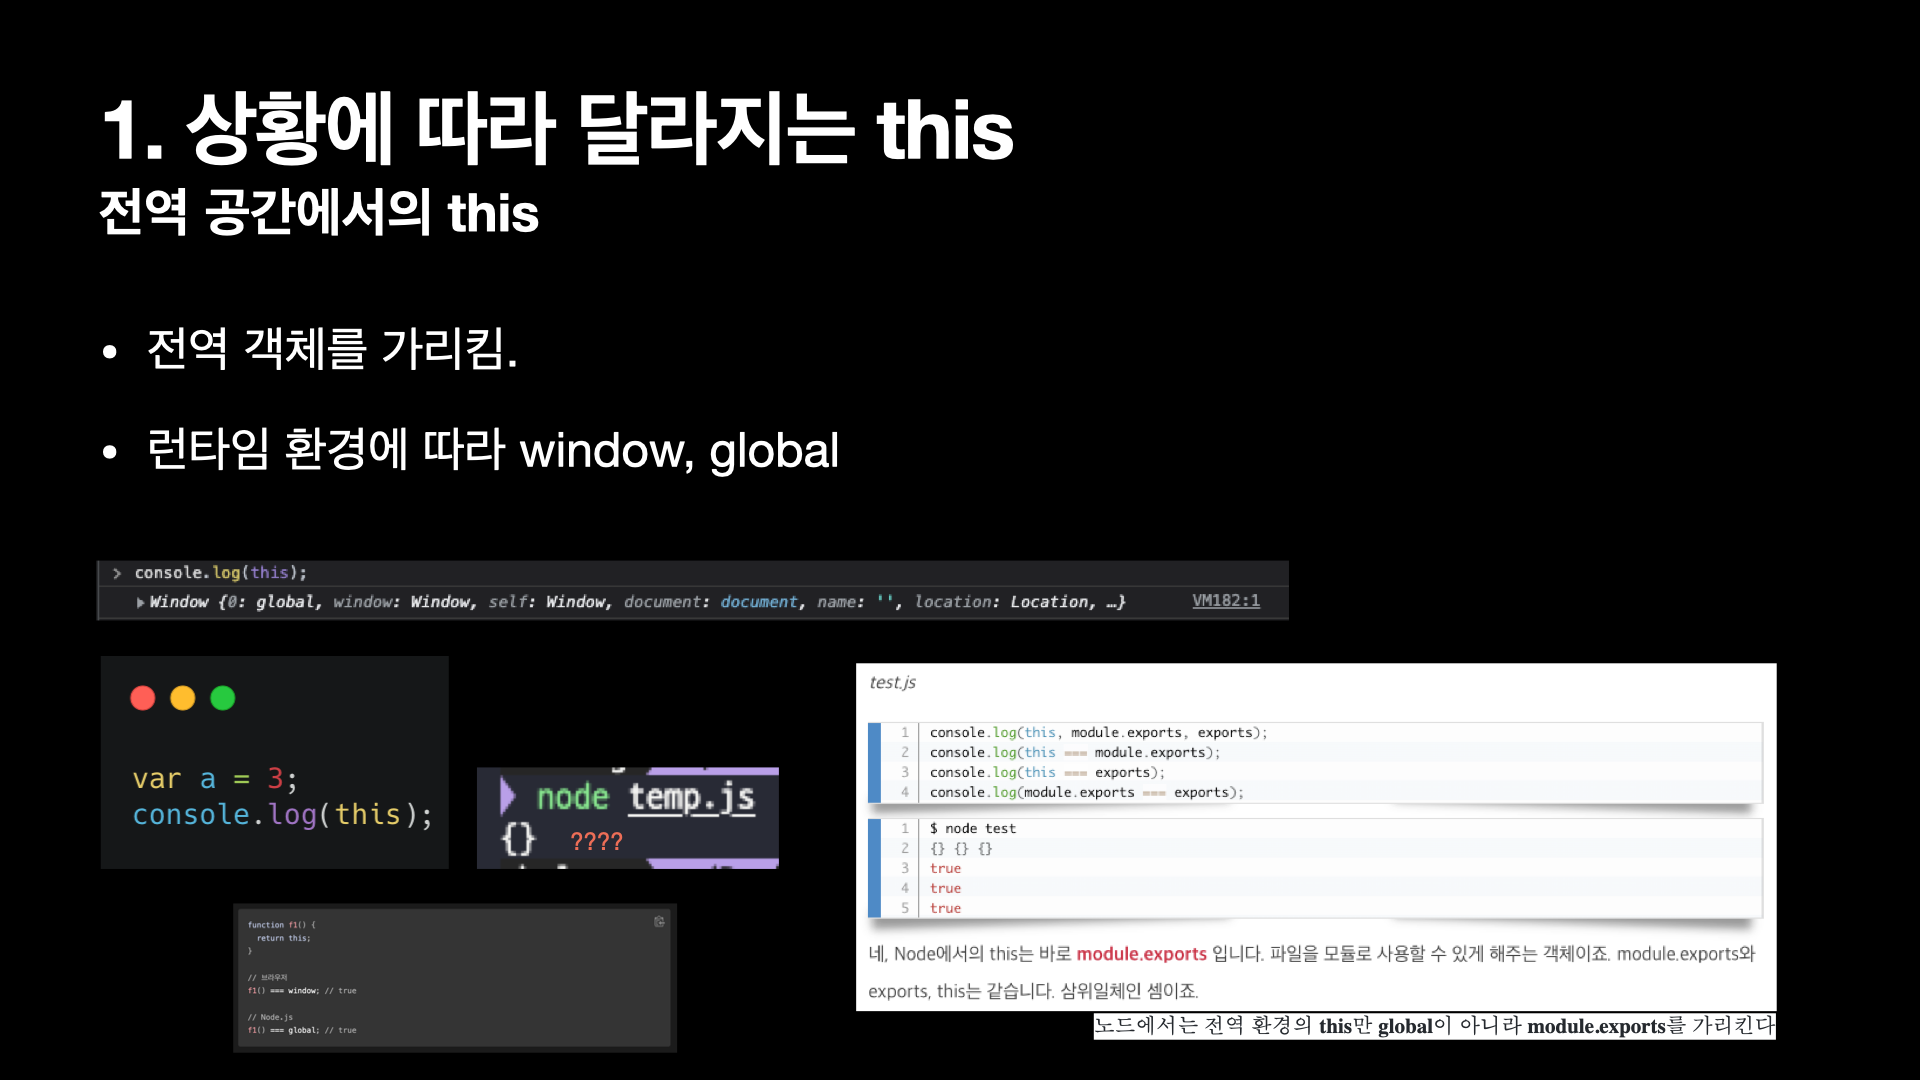 1. 상황에 따라 달라지는 this
전역 공간에서의 this
• 전역 객체를 가리킴.
• 런타임 환경에 따라 window, global
> console.log(this);
▶Window {0: global, window: Window, self: Window, document: document, name: '', location: Location, …} VM182:1
var a = 3;
console.log(this);
node temp.js
{} ????
function f1() {
return this;
}
// 브라우저
f1() === window; // true
// Node.js
f1() === global; // true
test.js
1 console.log(this, module.exports, exports);
2 console.log(this === module.exports);
3 console.log(this === exports);
4 console.log(module.exports === exports);
1 $ node test
2 {} {} {}
3 true
4 true
5 true
네, Node에서의 this는 바로 module.exports 입니다. 파일을 모듈로 사용할 수 있게 해주는 객체이죠. module.exports와
exports, this는 같습니다. 삼위일체인 셈이죠.
노드에서는 전역 환경의 this만 global이 아니라 module.exports를 가리킨다